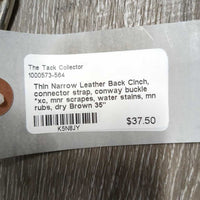 The Tack Collector
1000573-564
Thin Narrow Leather Back Cinch,
connector strap, conway buckle
*xc, mnr scrapes, water stains, mn
rubs, dry Brown 35"
$37.50
K5N8JY